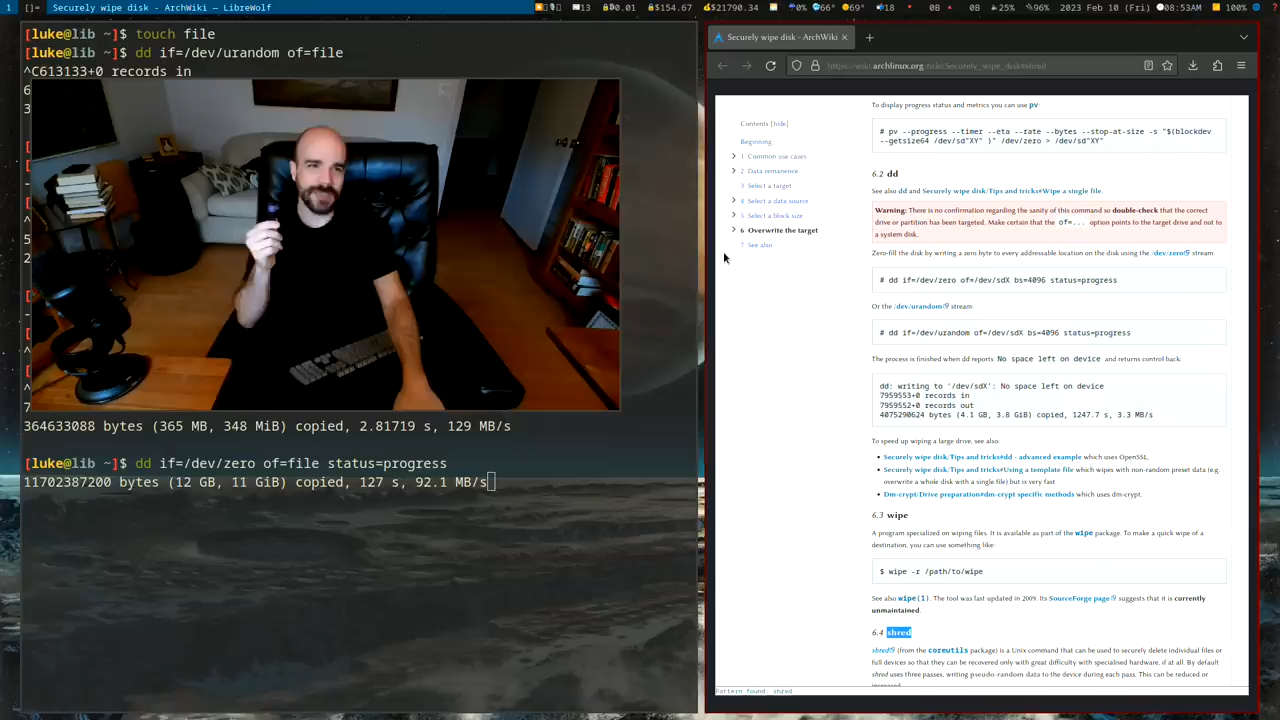 1 Securely wipe disk - ArchWiki — LibreWolf
$21790.34 0% 66° 69° 18 0B 0B 25% $1544.96 2023 Feb 10 (Fri) 08:53AM 100%
[luke@lib ~]$ touch file
[luke@lib ~]$ dd if=/dev/urandom of=file
^C613133+0 records in
364633088 bytes (365 MB, 348 MiB) copied, 2.81719 s, 129 MB/s
[luke@lib ~]$ dd if=/dev/urandom of=file status=progress
Securely wipe disk - ArchWiki
Contents [hide]
Beginning
1 Common use cases
2 Data remanence
3 Select a target
4 Select a data source
5 Select a block size
6 Overwrite the target
7 See also
To display progress status and metrics you can use pv:
# pv --progress --timer --eta --rate --bytes --stop-at-size -s "$(blockdev
--getsize64 /dev/sd"XY" )" /dev/zero > /dev/sd"XY"
6.2 dd
See also dd and Securely wipe disk/Tips and tricks#Wipe a single file.
Warning: There is no confirmation regarding the sanity of this command so double-check that the correct
drive or partition has been targeted. Make certain that the of=... option points to the target drive and not to
a system disk.
Zero-fill the disk by writing a zero byte to every addressable location on the disk using the /dev/zero stream.
# dd if=/dev/zero of=/dev/sdX bs=4096 status=progress
Or the /dev/urandom stream:
# dd if=/dev/urandom of=/dev/sdX bs=4096 status=progress
The process is finished when dd reports No space left on device and returns control back:
dd: writing to '/dev/sdX': No space left on device
7959553+0 records in
7959552+0 records out
4075290624 bytes (4.1 GB, 3.8 GiB) copied, 1247.7 s, 3.3 MB/s
To speed up wiping a large drive, see also:
• Securely wipe disk/Tips and tricks#dd - advanced example which uses OpenSSL,
• Securely wipe disk/Tips and tricks#Using a template file which wipes with non-random preset data (e.g.
overwrite a whole disk with a single file) but is very fast
• Dm-crypt/Drive preparation#dm-crypt specific methods which uses dm-crypt.
6.3 wipe
A program specialized on wiping files. It is available as part of the wipe package. To make a quick wipe of a
destination, you can use something like:
$ wipe -r /path/to/wipe
See also wipe(1). The tool was last updated in 2009. Its SourceForge page suggests that it is currently
unmaintained.
6.4 shred
shred (from the coreutils package) is a Unix command that can be used to securely delete individual files or
full devices so that they can be recovered only with great difficulty with specialised hardware, if at all. By default
shred uses three passes, writing pseudo-random data to the device during each pass. This can be reduced or
Pattern found: shred